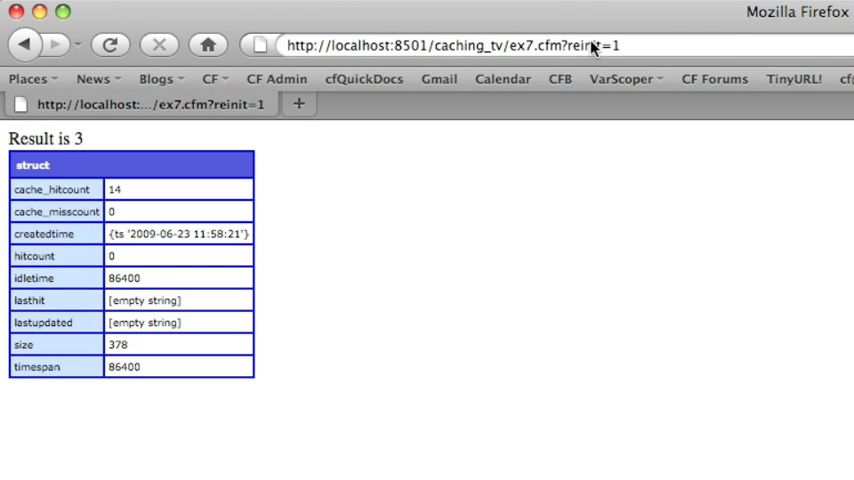 Mozilla Firefox
http://localhost:8501/caching_tv/ex7.cfm?reinit=1
Places News Blogs CF CF Admin cfQuickDocs Gmail Calendar CFB VarScoper CF Forums TinyURL! cf
http://localhost:.../ex7.cfm?reinit=1 +
Result is 3
struct
cache_hitcount 14
cache_misscount 0
createdtime {ts '2009-06-23 11:58:21'}
hitcount 0
idletime 86400
lasthit [empty string]
lastupdated [empty string]
size 378
timespan 86400